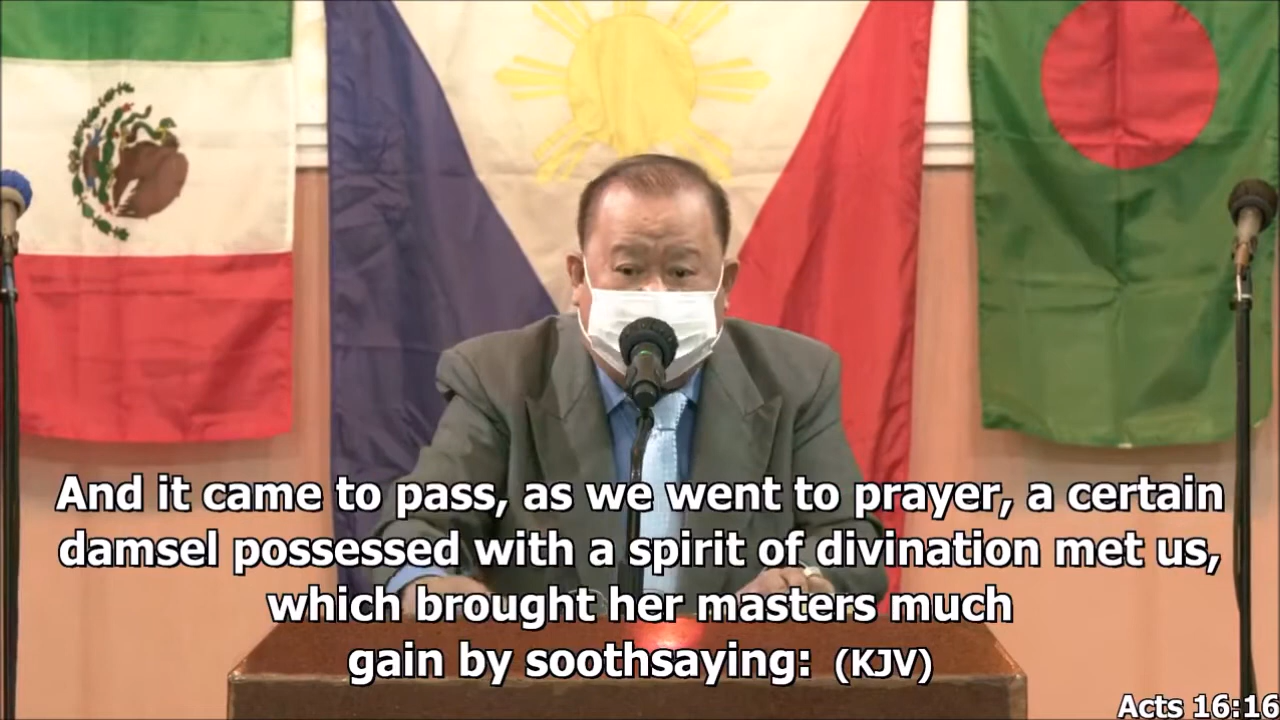 And it came to pass, as we went to prayer, a certain
damsel possessed with a spirit of divination met us,
which brought her masters much
gain by soothsaying: (KJV)
Acts 16:16